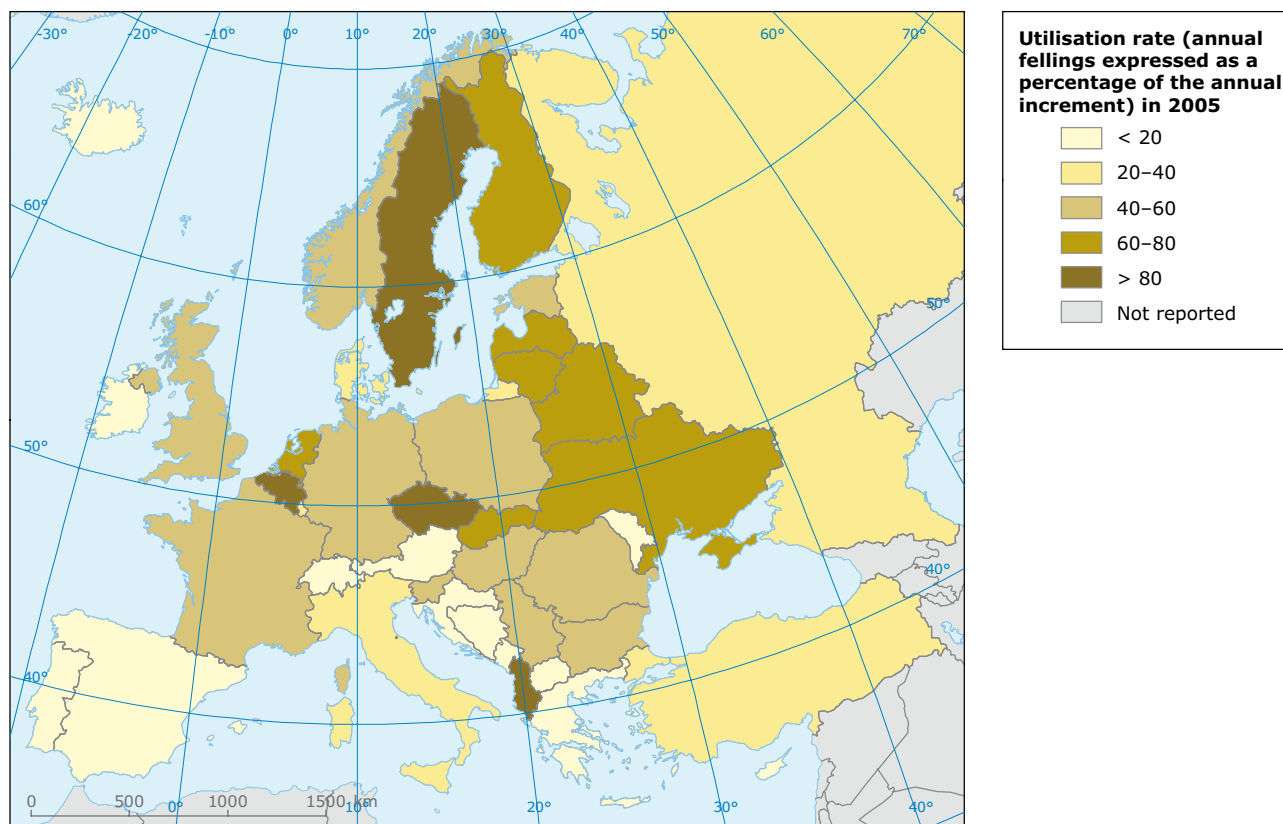 -30° -20° -10° 0° 10° 20° 30° 60° 70°
60°
50°
50°
40°
40°
0 500 1000 1500 km
0° 10° 20° 30° 40°
Utilisation rate (annual
fellings expressed as a
percentage of the annual
increment) in 2005
< 20
20–40
40–60
60–80
> 80
Not reported